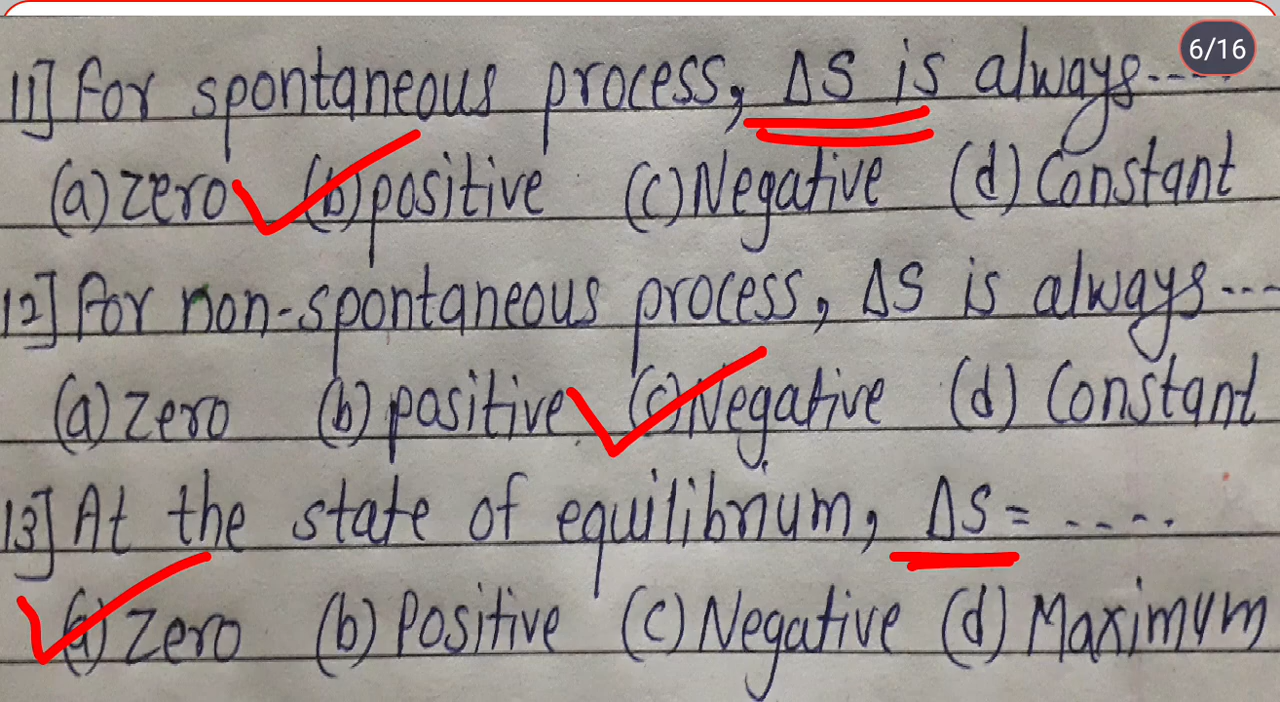 6/16
11] For spontaneous process, ΔS is always-----
(a) zero (b) positive (c) Negative (d) Constant
12] For non-spontaneous process, ΔS is always---
(a) Zero (b) positive (c) Negative (d) Constant
13] At the state of equilibrium, ΔS = -----
(a) Zero (b) Positive (c) Negative (d) Maximum